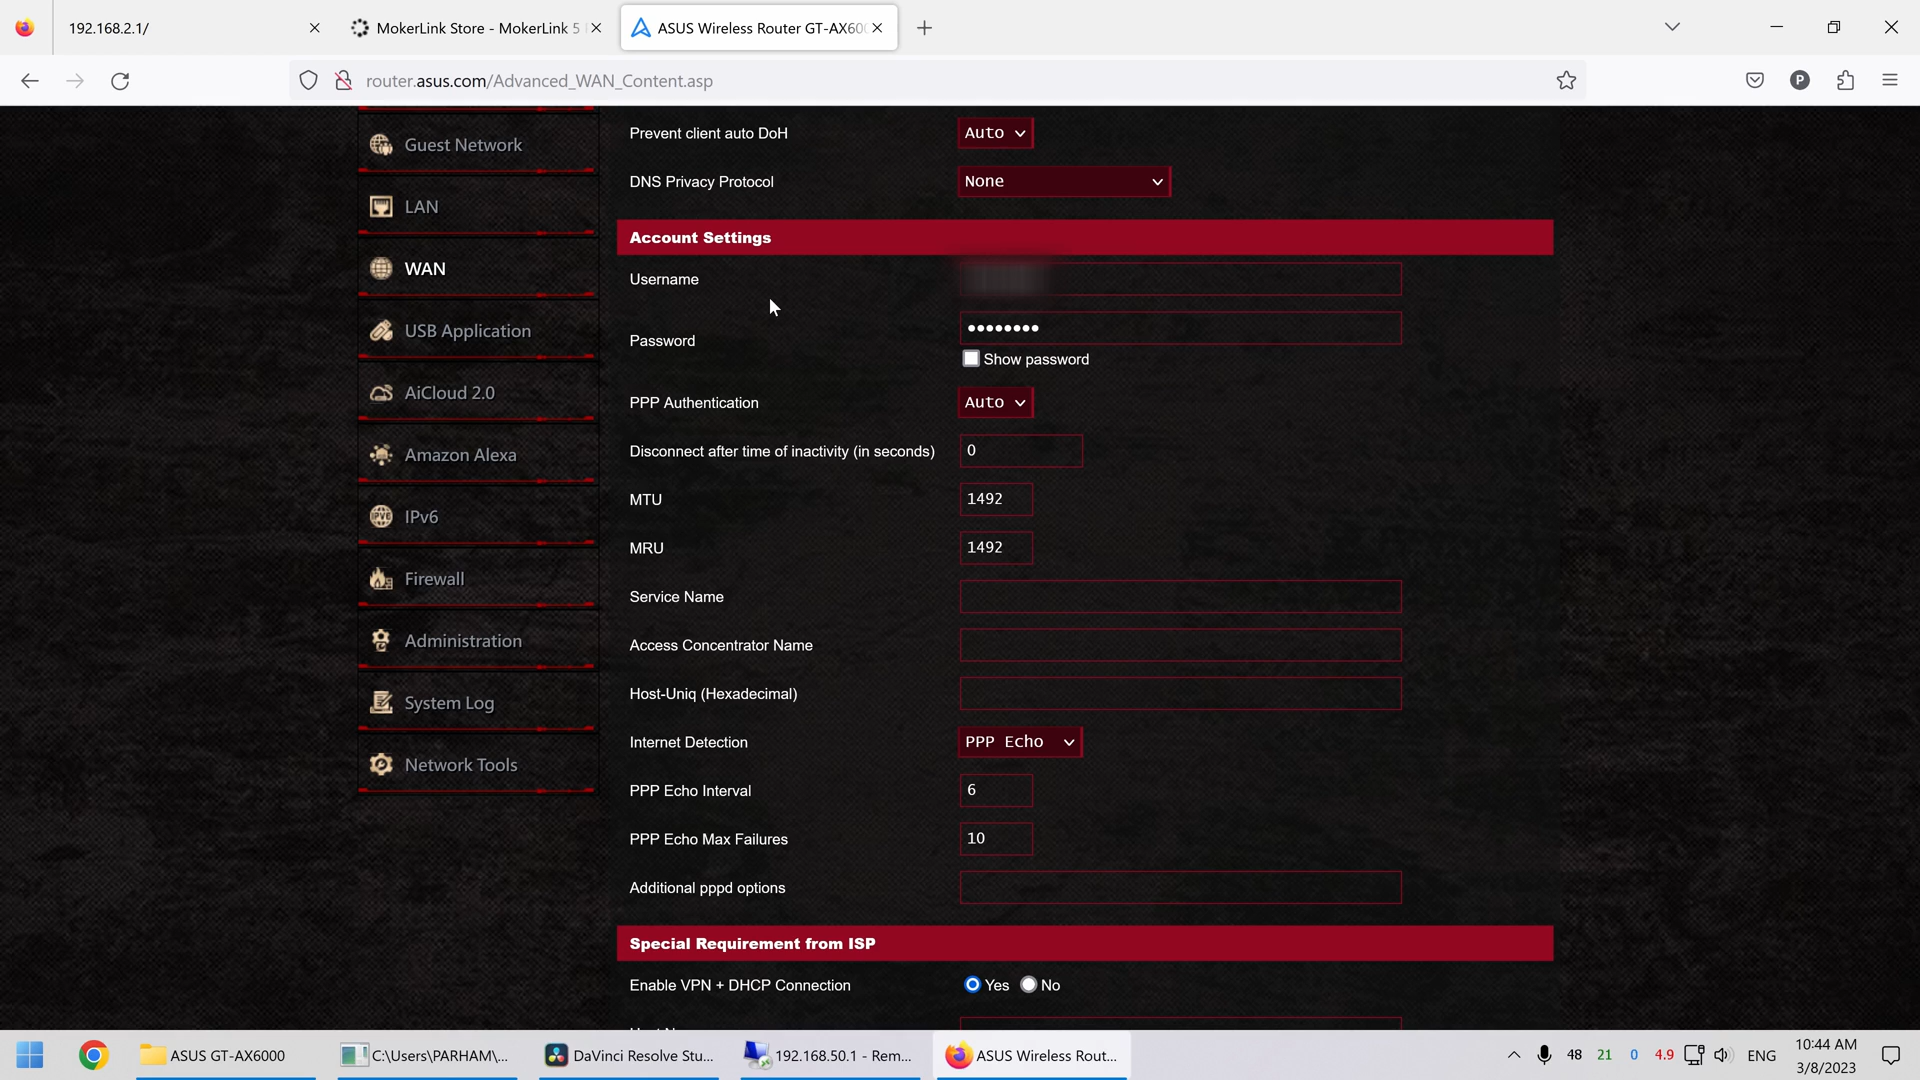 192.168.2.1/
MokerLink Store - MokerLink 5
ASUS Wireless Router GT-AX60
router.asus.com/Advanced_WAN_Content.asp
P
Guest Network
LAN
WAN
USB Application
AiCloud 2.0
Amazon Alexa
IPv6
Firewall
Administration
System Log
Network Tools
Prevent client auto DoH
Auto
DNS Privacy Protocol
None
Account Settings
Username
Password
••••••••
Show password
PPP Authentication
Auto
Disconnect after time of inactivity (in seconds)
0
MTU
1492
MRU
1492
Service Name
Access Concentrator Name
Host-Uniq (Hexadecimal)
Internet Detection
PPP Echo
PPP Echo Interval
6
PPP Echo Max Failures
10
Additional pppd options
Special Requirement from ISP
Enable VPN + DHCP Connection
Yes
No
ASUS GT-AX6000
C:\Users\PARHAM\...
DaVinci Resolve Stu...
192.168.50.1 - Rem...
ASUS Wireless Rout...
48
21
0
4.9
ENG
10:44 AM
3/8/2023